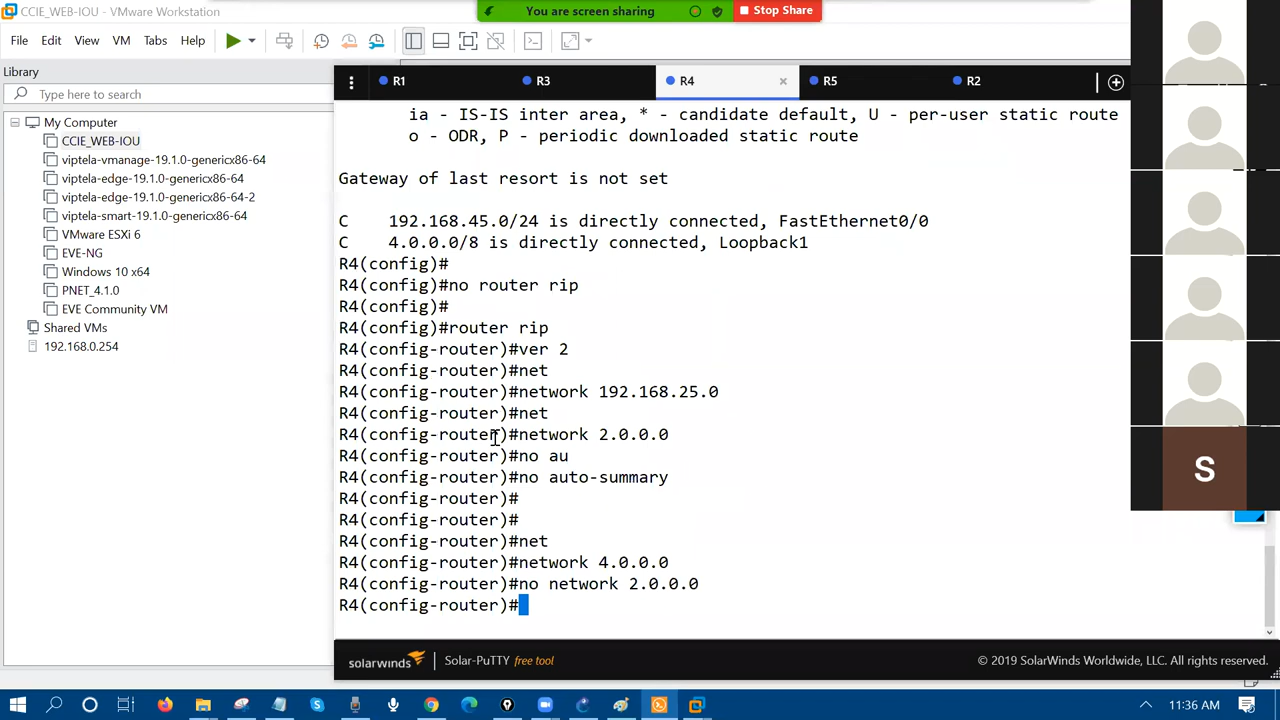 CCIE_WEB-IOU - VMware Workstation
You are screen sharing
Stop Share
File Edit View VM Tabs Help
Library
Type here to search
My Computer
CCIE_WEB-IOU
viptela-vmanage-19.1.0-genericx86-64
viptela-edge-19.1.0-genericx86-64
viptela-edge-19.1.0-genericx86-64-2
viptela-smart-19.1.0-genericx86-64
VMware ESXi 6
EVE-NG
Windows 10 x64
PNET_4.1.0
EVE Community VM
Shared VMs
192.168.0.254
R1 R3 R4 × R5 R2
ia - IS-IS inter area, * - candidate default, U - per-user static route
o - ODR, P - periodic downloaded static route
Gateway of last resort is not set
C 192.168.45.0/24 is directly connected, FastEthernet0/0
C 4.0.0.0/8 is directly connected, Loopback1
R4(config)#
R4(config)#no router rip
R4(config)#
R4(config)#router rip
R4(config-router)#ver 2
R4(config-router)#net
R4(config-router)#network 192.168.25.0
R4(config-router)#net
R4(config-router)#network 2.0.0.0
R4(config-router)#no au
R4(config-router)#no auto-summary
R4(config-router)#
R4(config-router)#
R4(config-router)#net
R4(config-router)#network 4.0.0.0
R4(config-router)#no network 2.0.0.0
R4(config-router)#
S
solarwinds Solar-PuTTY free tool © 2019 SolarWinds Worldwide, LLC. All rights reserved.
11:36 AM